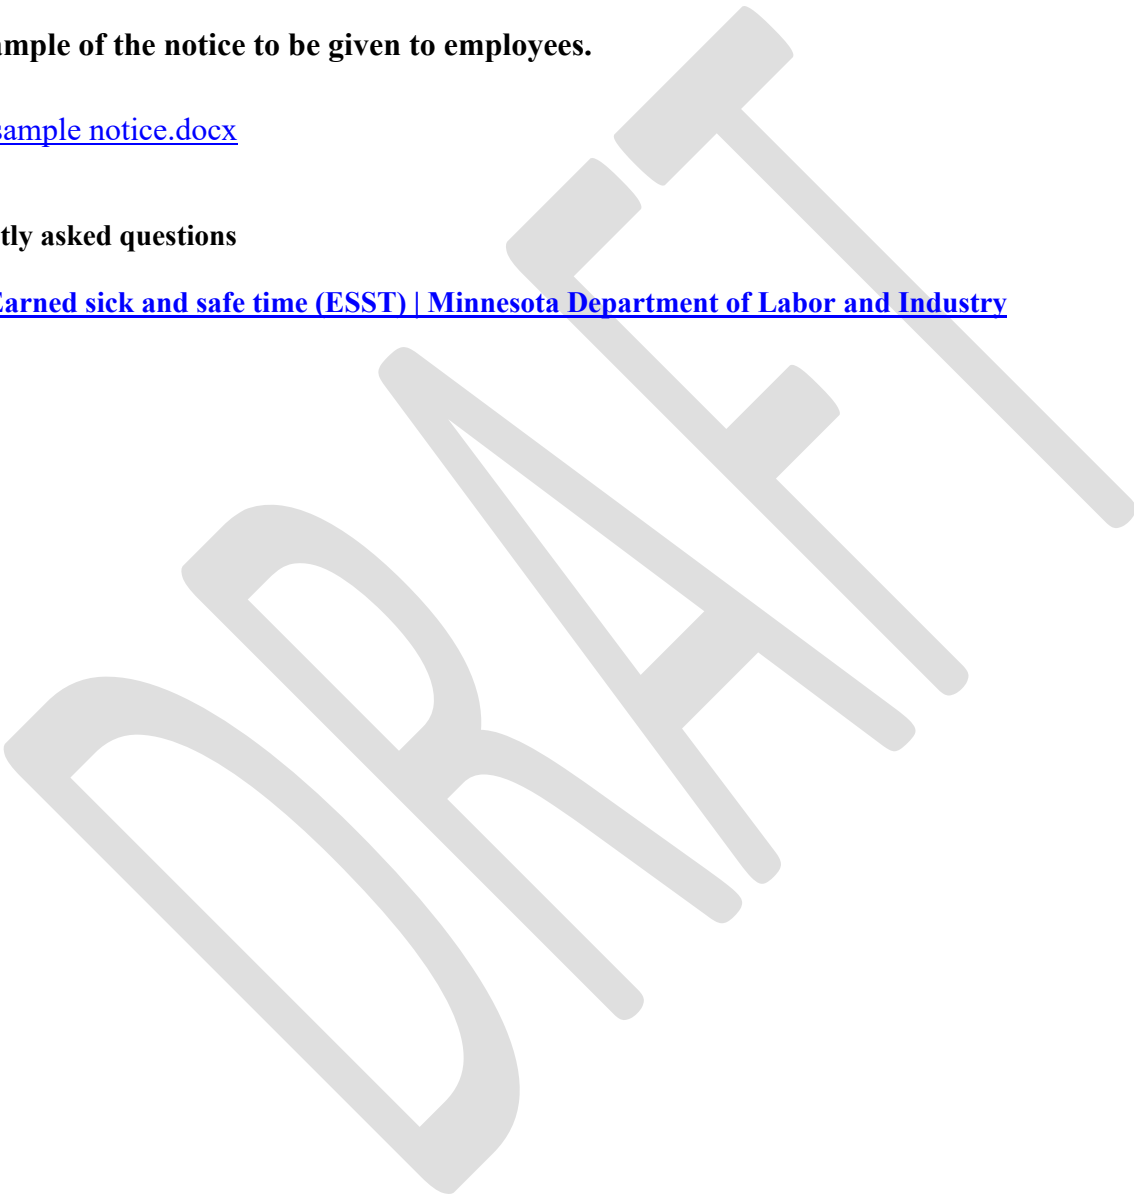 ample of the notice to be given to employees.
sample notice.docx
tly asked questions
Earned sick and safe time (ESST) | Minnesota Department of Labor and Industry
DRAFT